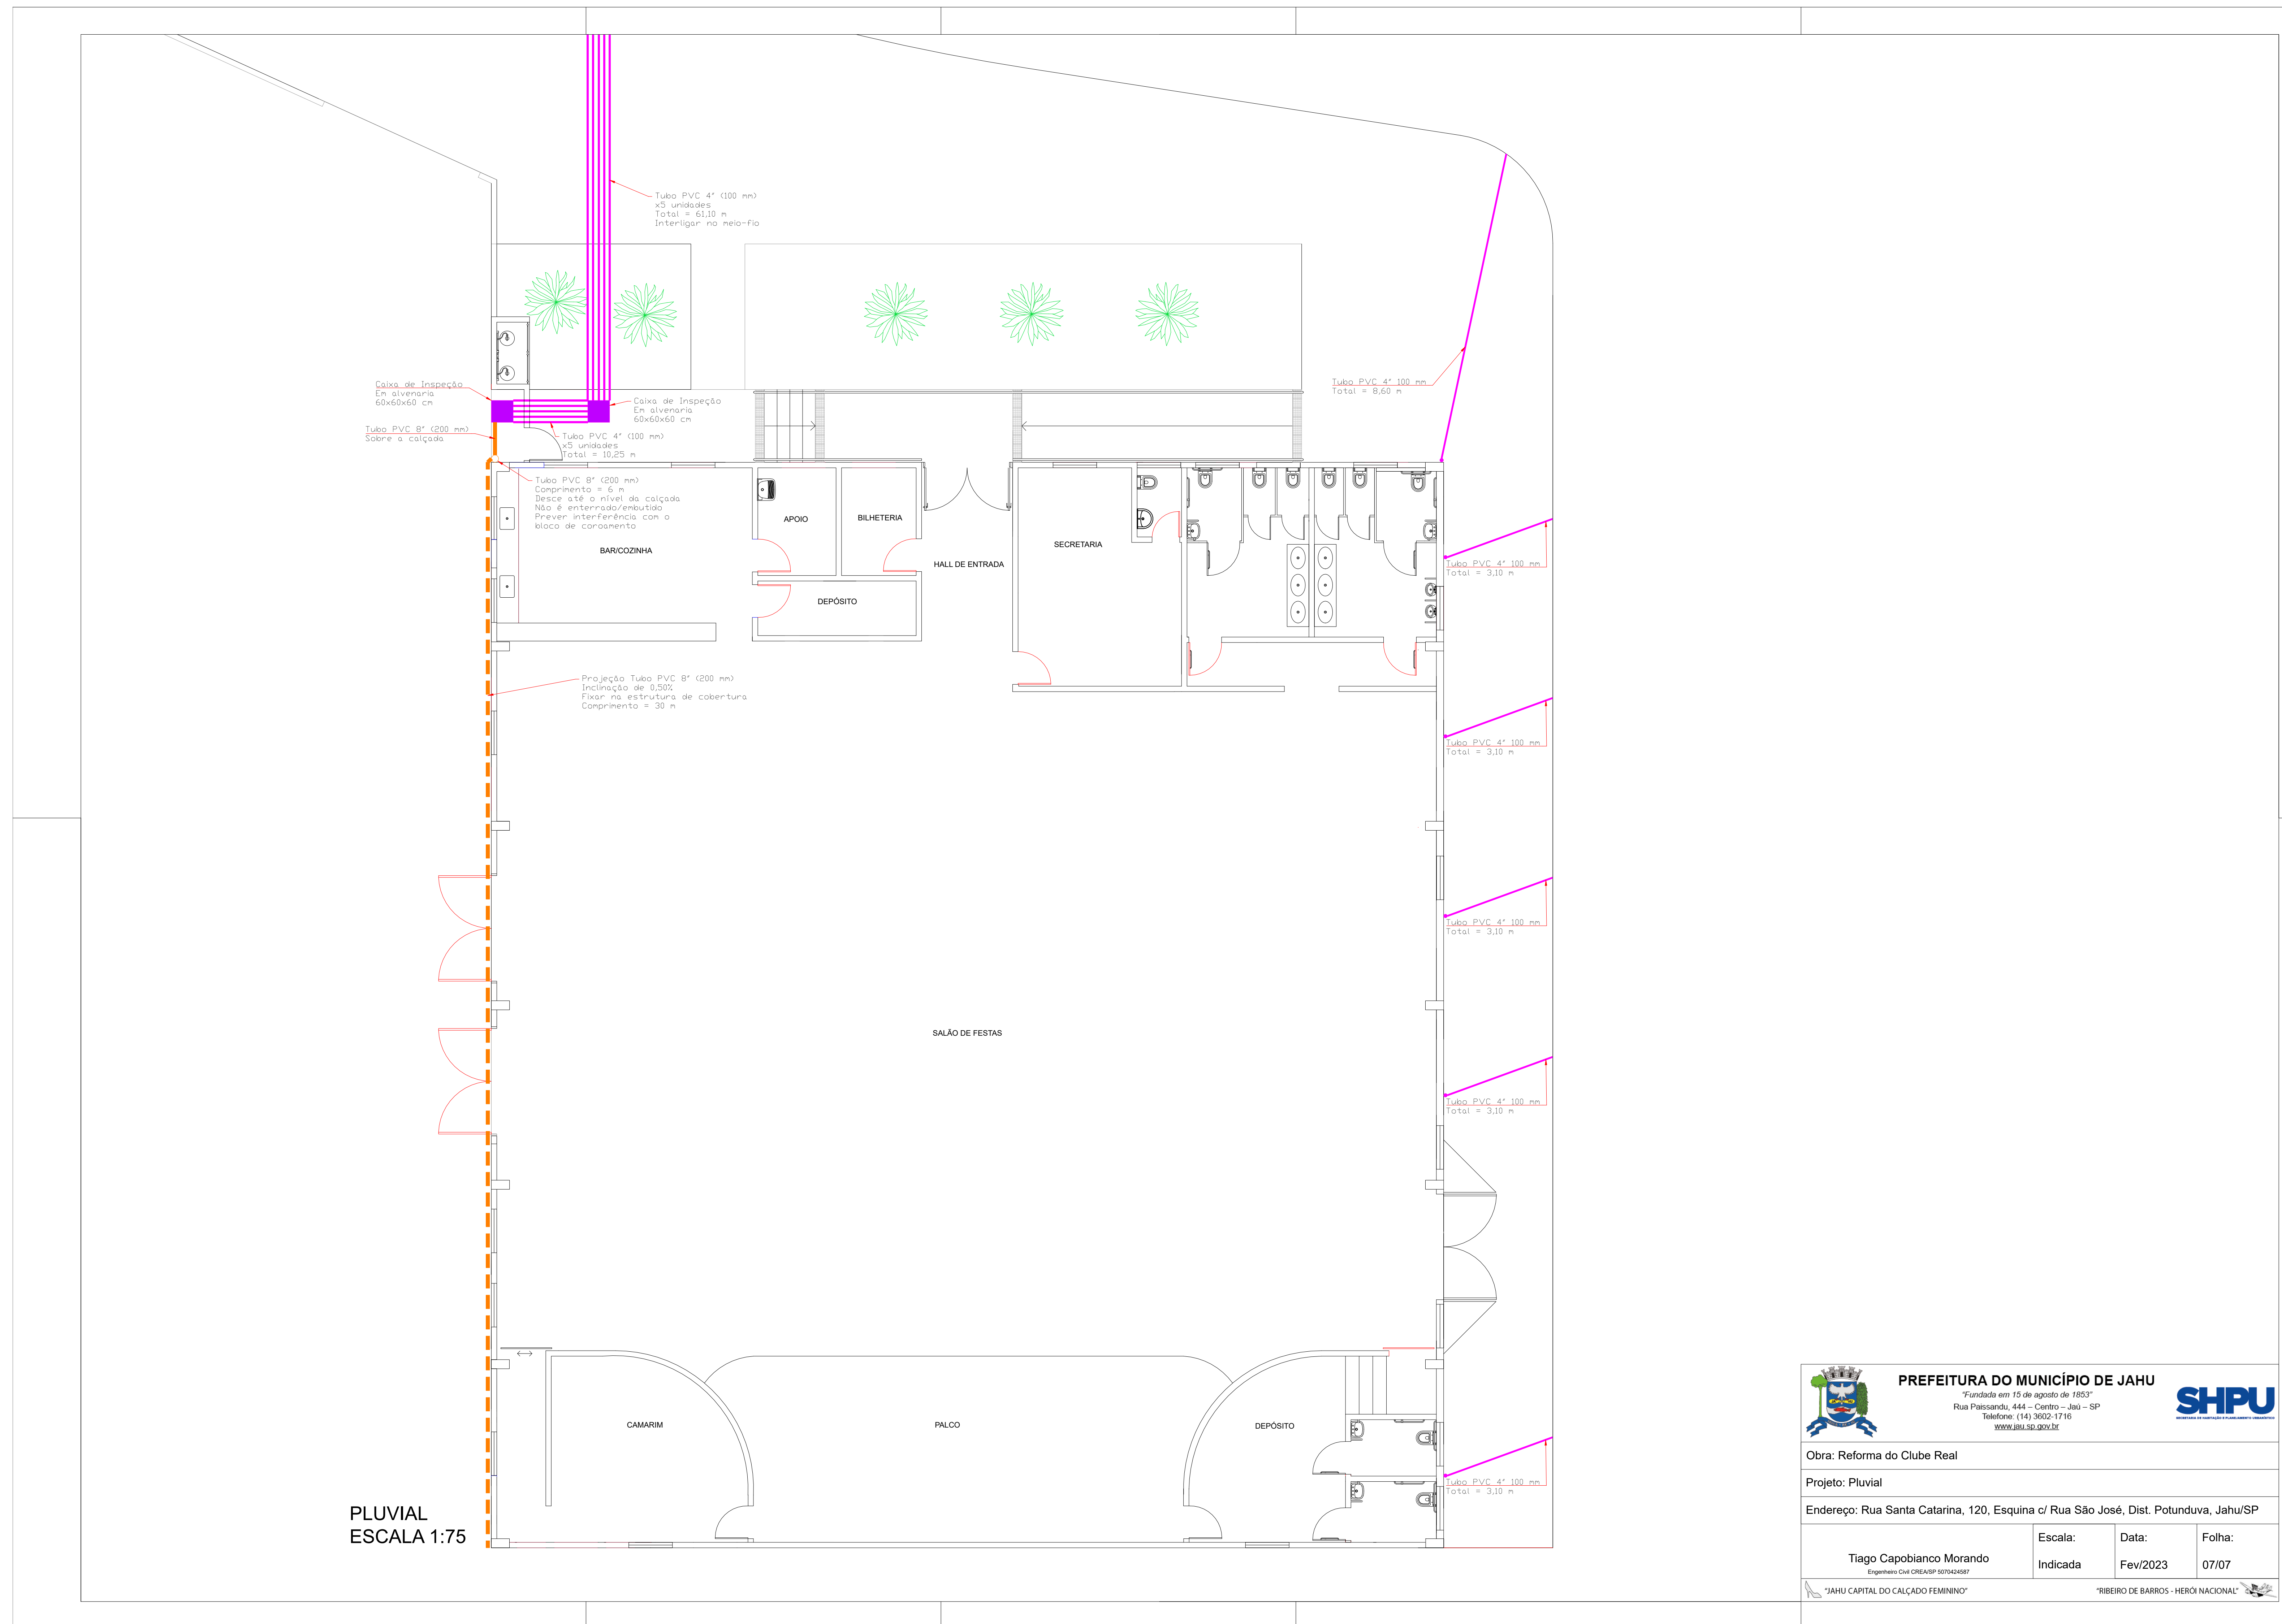 Tubo PVC 4" (100 mm)
x5 unidades
Total = 61,10 m
Interligar no meio-fio
Caixa de Inspeção
Em alvenaria
60x60x60 cm
Caixa de Inspeção
Em alvenaria
60x60x60 cm
Tubo PVC 4" 100 mm
Total = 8,60 m
Tubo PVC 8" (200 mm)
Sobre a calçada
Tubo PVC 4" (100 mm)
x5 unidades
Total = 10,25 m
Tubo PVC 8" (200 mm)
Comprimento = 6 m
Desce até o nível da calçada
Não é enterrado/embutido
Prever interferência com o
bloco de coroamento
BAR/COZINHA
APOIO
BILHETERIA
DEPÓSITO
HALL DE ENTRADA
SECRETARIA
Tubo PVC 4" 100 mm
Total = 3,10 m
Projeção Tubo PVC 8" (200 mm)
Inclinação de 0,50%
Fixar na estrutura de cobertura
Comprimento = 30 m
Tubo PVC 4" 100 mm
Total = 3,10 m
Tubo PVC 4" 100 mm
Total = 3,10 m
SALÃO DE FESTAS
Tubo PVC 4" 100 mm
Total = 3,10 m
CAMARIM
PALCO
DEPÓSITO
Tubo PVC 4" 100 mm
Total = 3,10 m
PLUVIAL
ESCALA 1:75
PREFEITURA DO MUNICÍPIO DE JAHU
"Fundada em 15 de agosto de 1853"
Rua Paissandu, 444 – Centro – Jaú – SP
Telefone: (14) 3602-1716
www.jau.sp.gov.br
SHPU
SECRETARIA DE HABITAÇÃO E PLANEJAMENTO URBANÍSTICO
Obra: Reforma do Clube Real
Projeto: Pluvial
Endereço: Rua Santa Catarina, 120, Esquina c/ Rua São José, Dist. Potunduva, Jahu/SP
Tiago Capobianco Morando
Engenheiro Civil CREA/SP 5070424587
Escala:
Indicada
Data:
Fev/2023
Folha:
07/07
"JAHU CAPITAL DO CALÇADO FEMININO"
"RIBEIRO DE BARROS - HERÓI NACIONAL"